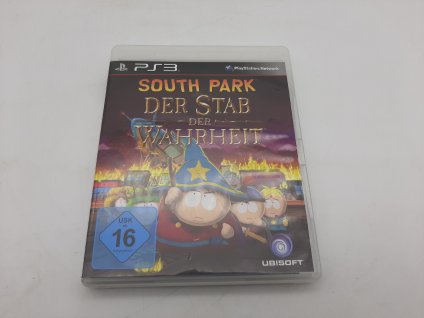 PS3
PlayStation Network
SOUTH PARK
DER STAB
DER
WAHRHEIT
USK
16
UBISOFT